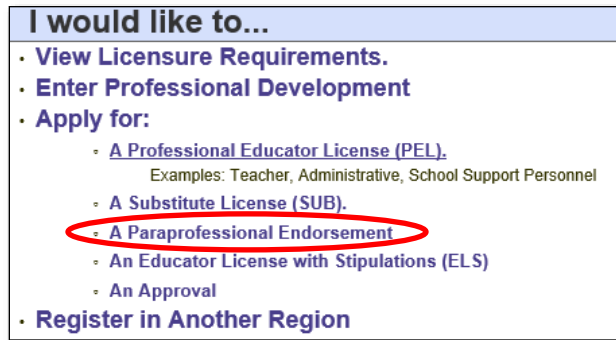 I would like to...
• View Licensure Requirements.
• Enter Professional Development
• Apply for:
◦ A Professional Educator License (PEL).
Examples: Teacher, Administrative, School Support Personnel
◦ A Substitute License (SUB).
◦ A Paraprofessional Endorsement
◦ An Educator License with Stipulations (ELS)
◦ An Approval
• Register in Another Region